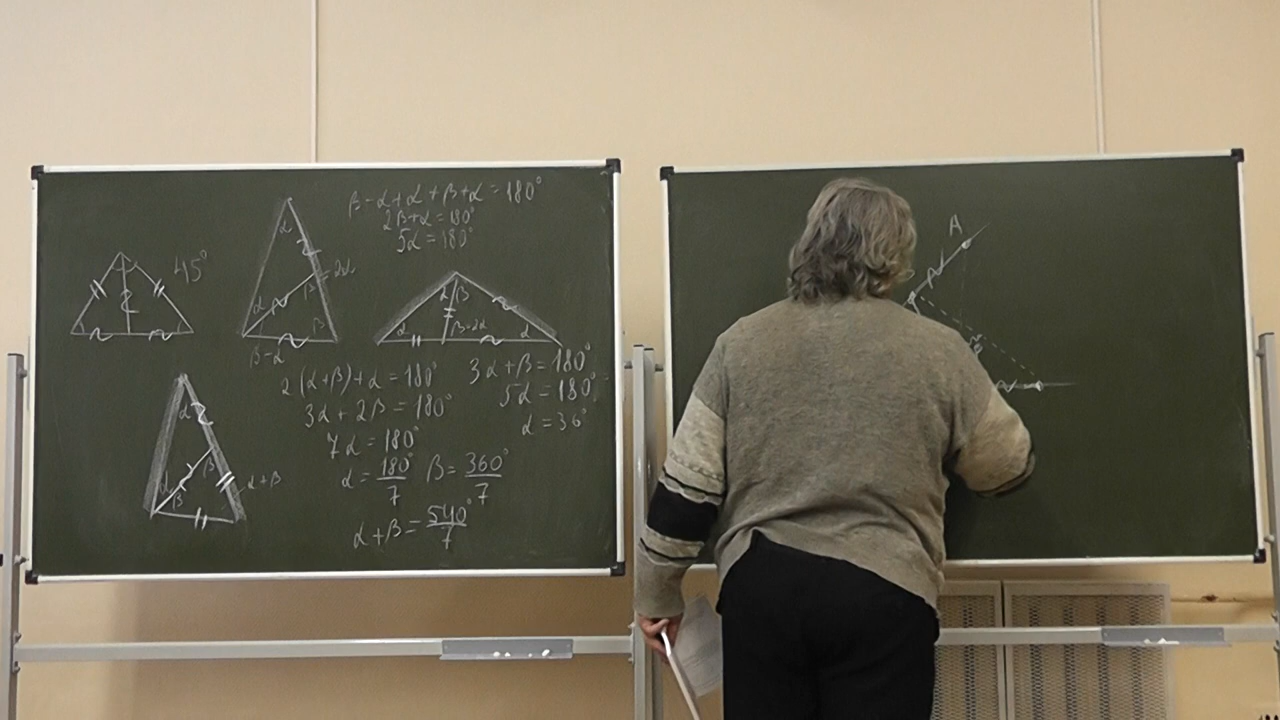 β-α+α+β+α=180°
2β+α=180°
5α=180°
45°
α
2α
α
β
β
β-α
α
β
α
β=2α
α
2(α+β)+α=180°
3α+2β=180°
7α=180°
α=180°/7 β=360°/7
α+β=540°/7
3α+β=180°
5α=180°
α=36°
α
α
β
β
α+β
A